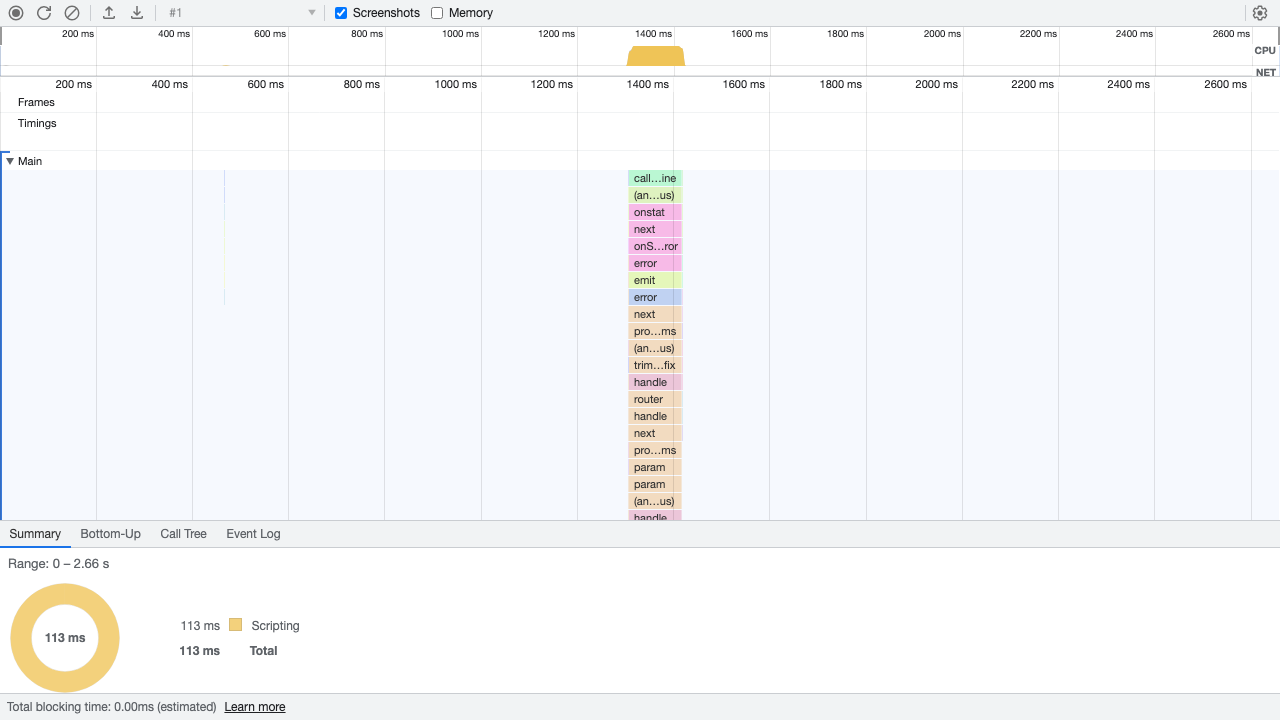 #1 Screenshots Memory
200 ms 400 ms 600 ms 800 ms 1000 ms 1200 ms 1400 ms 1600 ms 1800 ms 2000 ms 2200 ms 2400 ms 2600 ms
CPU
NET
200 ms 400 ms 600 ms 800 ms 1000 ms 1200 ms 1400 ms 1600 ms 1800 ms 2000 ms 2200 ms 2400 ms 2600 ms
Frames
Timings
Main
call…ine
(an…us)
onstat
next
onS…ror
error
emit
error
next
pro…ms
(an…us)
trim…fix
handle
router
handle
next
pro…ms
param
param
(an…us)
handle
Summary Bottom-Up Call Tree Event Log
Range: 0 – 2.66 s
113 ms
113 ms Scripting
113 ms Total
Total blocking time: 0.00ms (estimated) Learn more